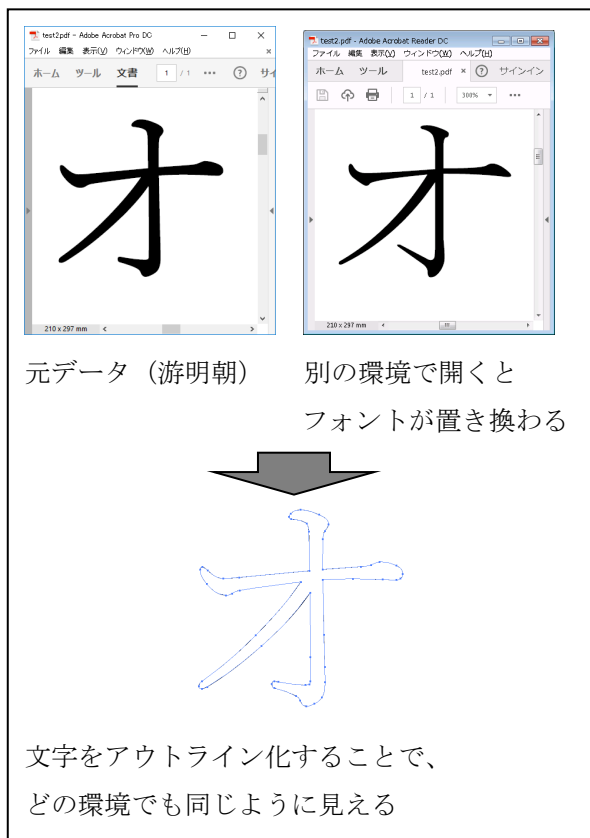 test2pdf - Adobe Acrobat Pro DC
ファイル 編集 表示(V) ウィンドウ(W) ヘルプ(H) ×
ホーム ツール 文書 1 / 1 ••• ? サイ
オ
210 x 297 mm
test2.pdf - Adobe Acrobat Reader DC
ファイル 編集 表示(V) ウィンドウ(W) ヘルプ(H)
ホーム ツール test2.pdf × ? サインイン
1 / 1 300% •••
オ
210 x 297 mm
元データ（游明朝）
別の環境で開くと
フォントが置き換わる
オ
文字をアウトライン化することで、
どの環境でも同じように見える